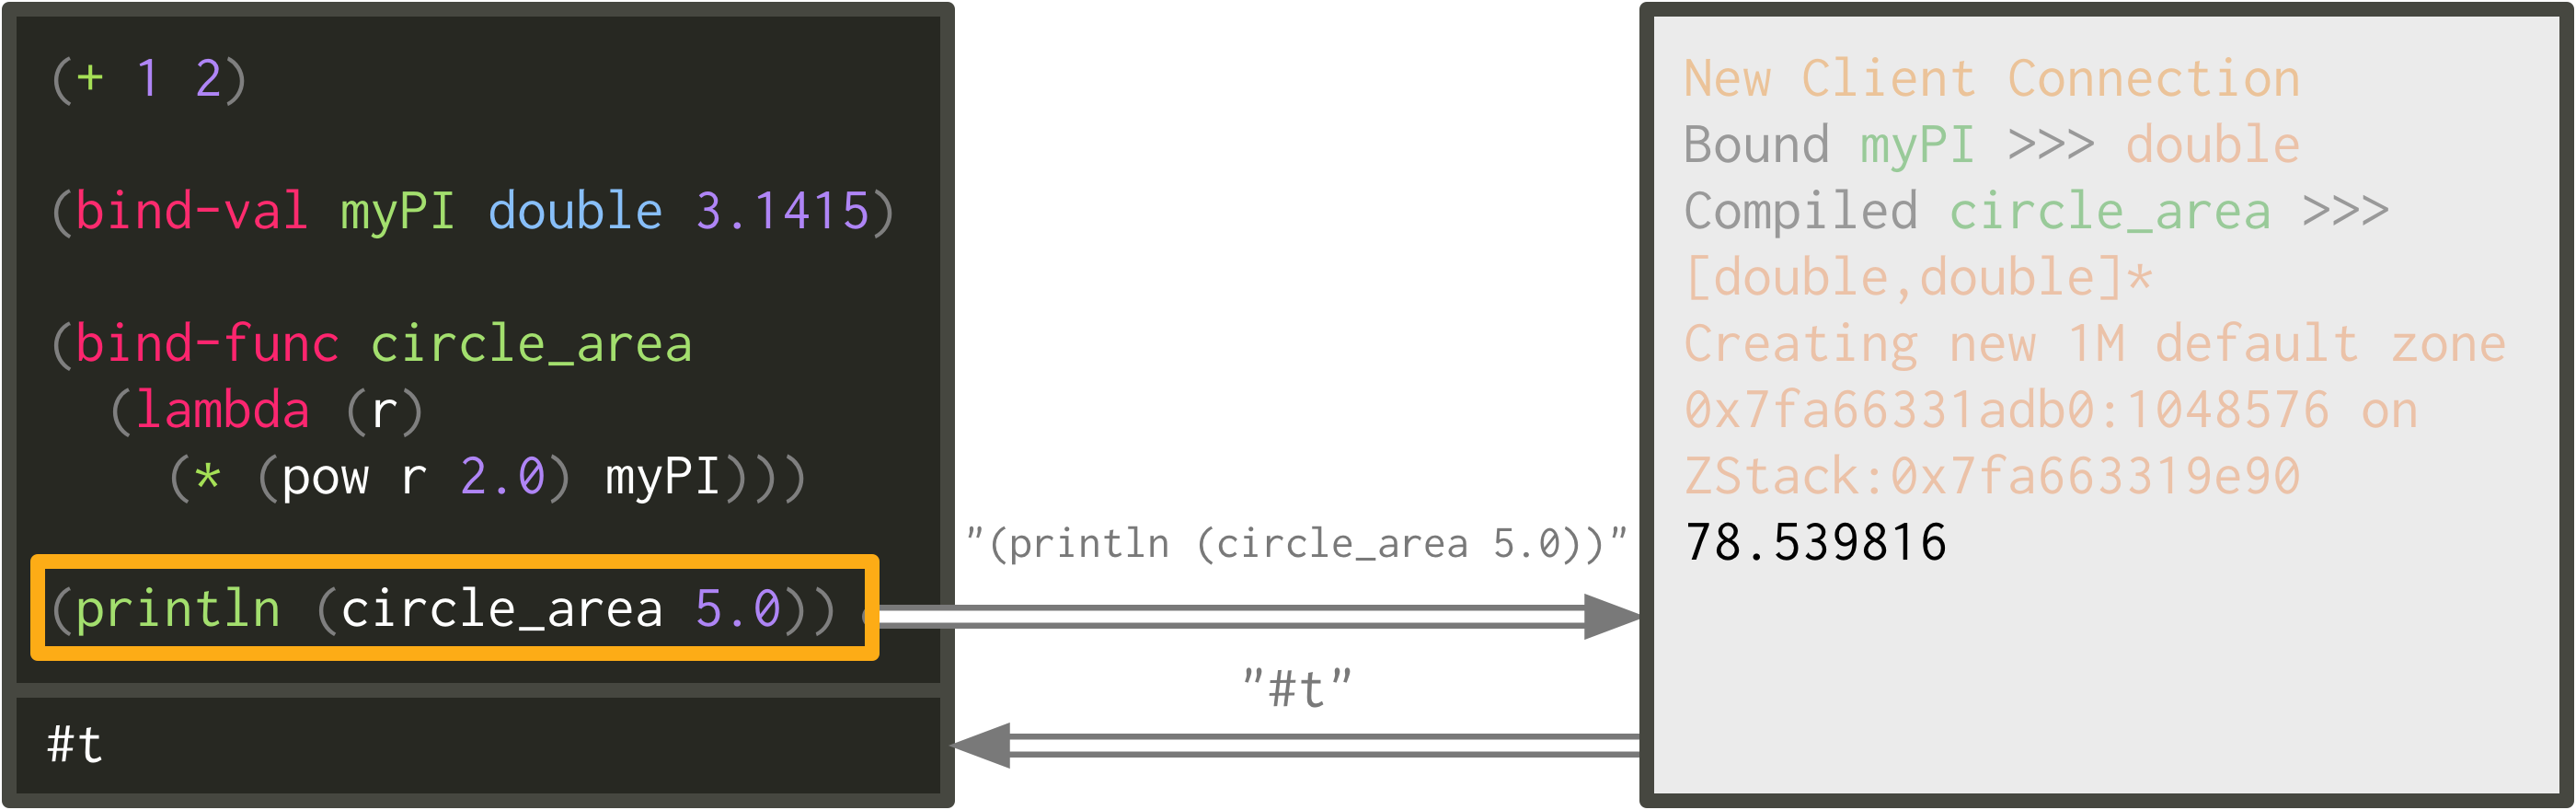 (+ 1 2)
(bind-val myPI double 3.1415)
(bind-func circle_area
(lambda (r)
(* (pow r 2.0) myPI)))
(println (circle_area 5.0))
#t
"(println (circle_area 5.0))"
"#t"
New Client Connection
Bound myPI >>> double
Compiled circle_area >>>
[double,double]*
Creating new 1M default zone
0x7fa66331adb0:1048576 on
ZStack:0x7fa663319e90
78.539816